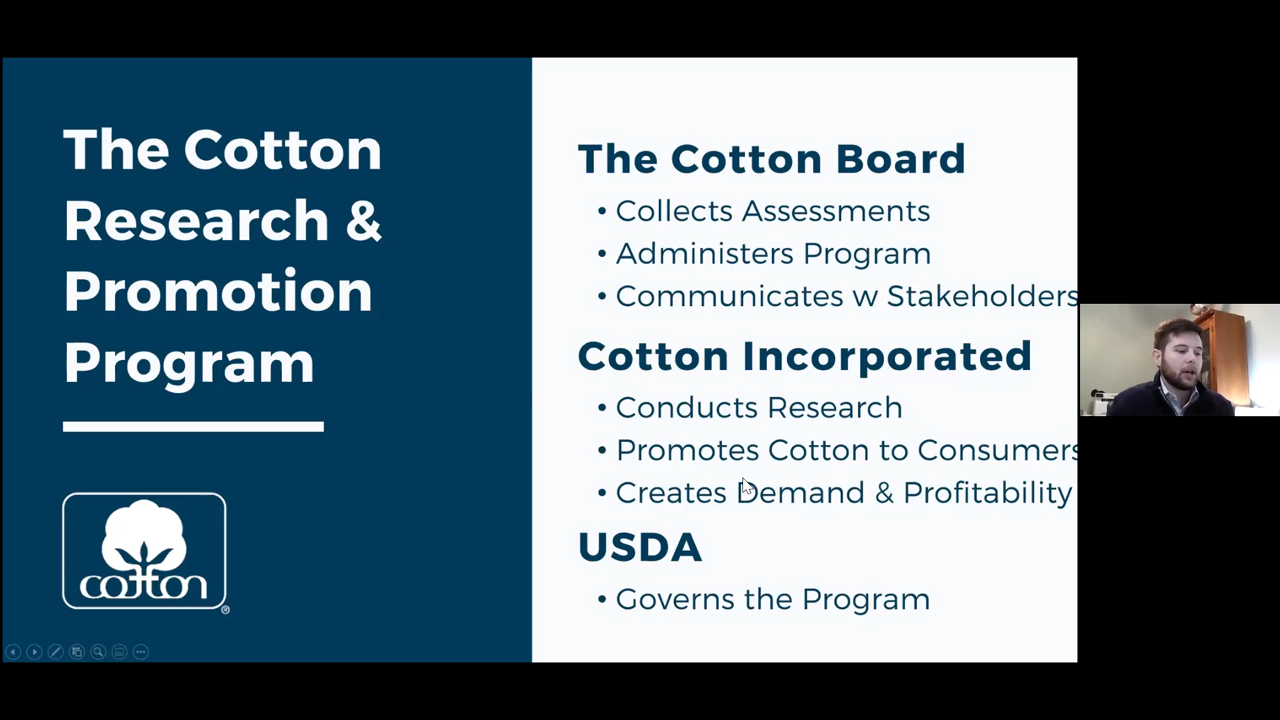 The Cotton
Research &
Promotion
Program
cotton
®
The Cotton Board
• Collects Assessments
• Administers Program
• Communicates w Stakeholders
Cotton Incorporated
• Conducts Research
• Promotes Cotton to Consumers
• Creates Demand & Profitability
USDA
• Governs the Program